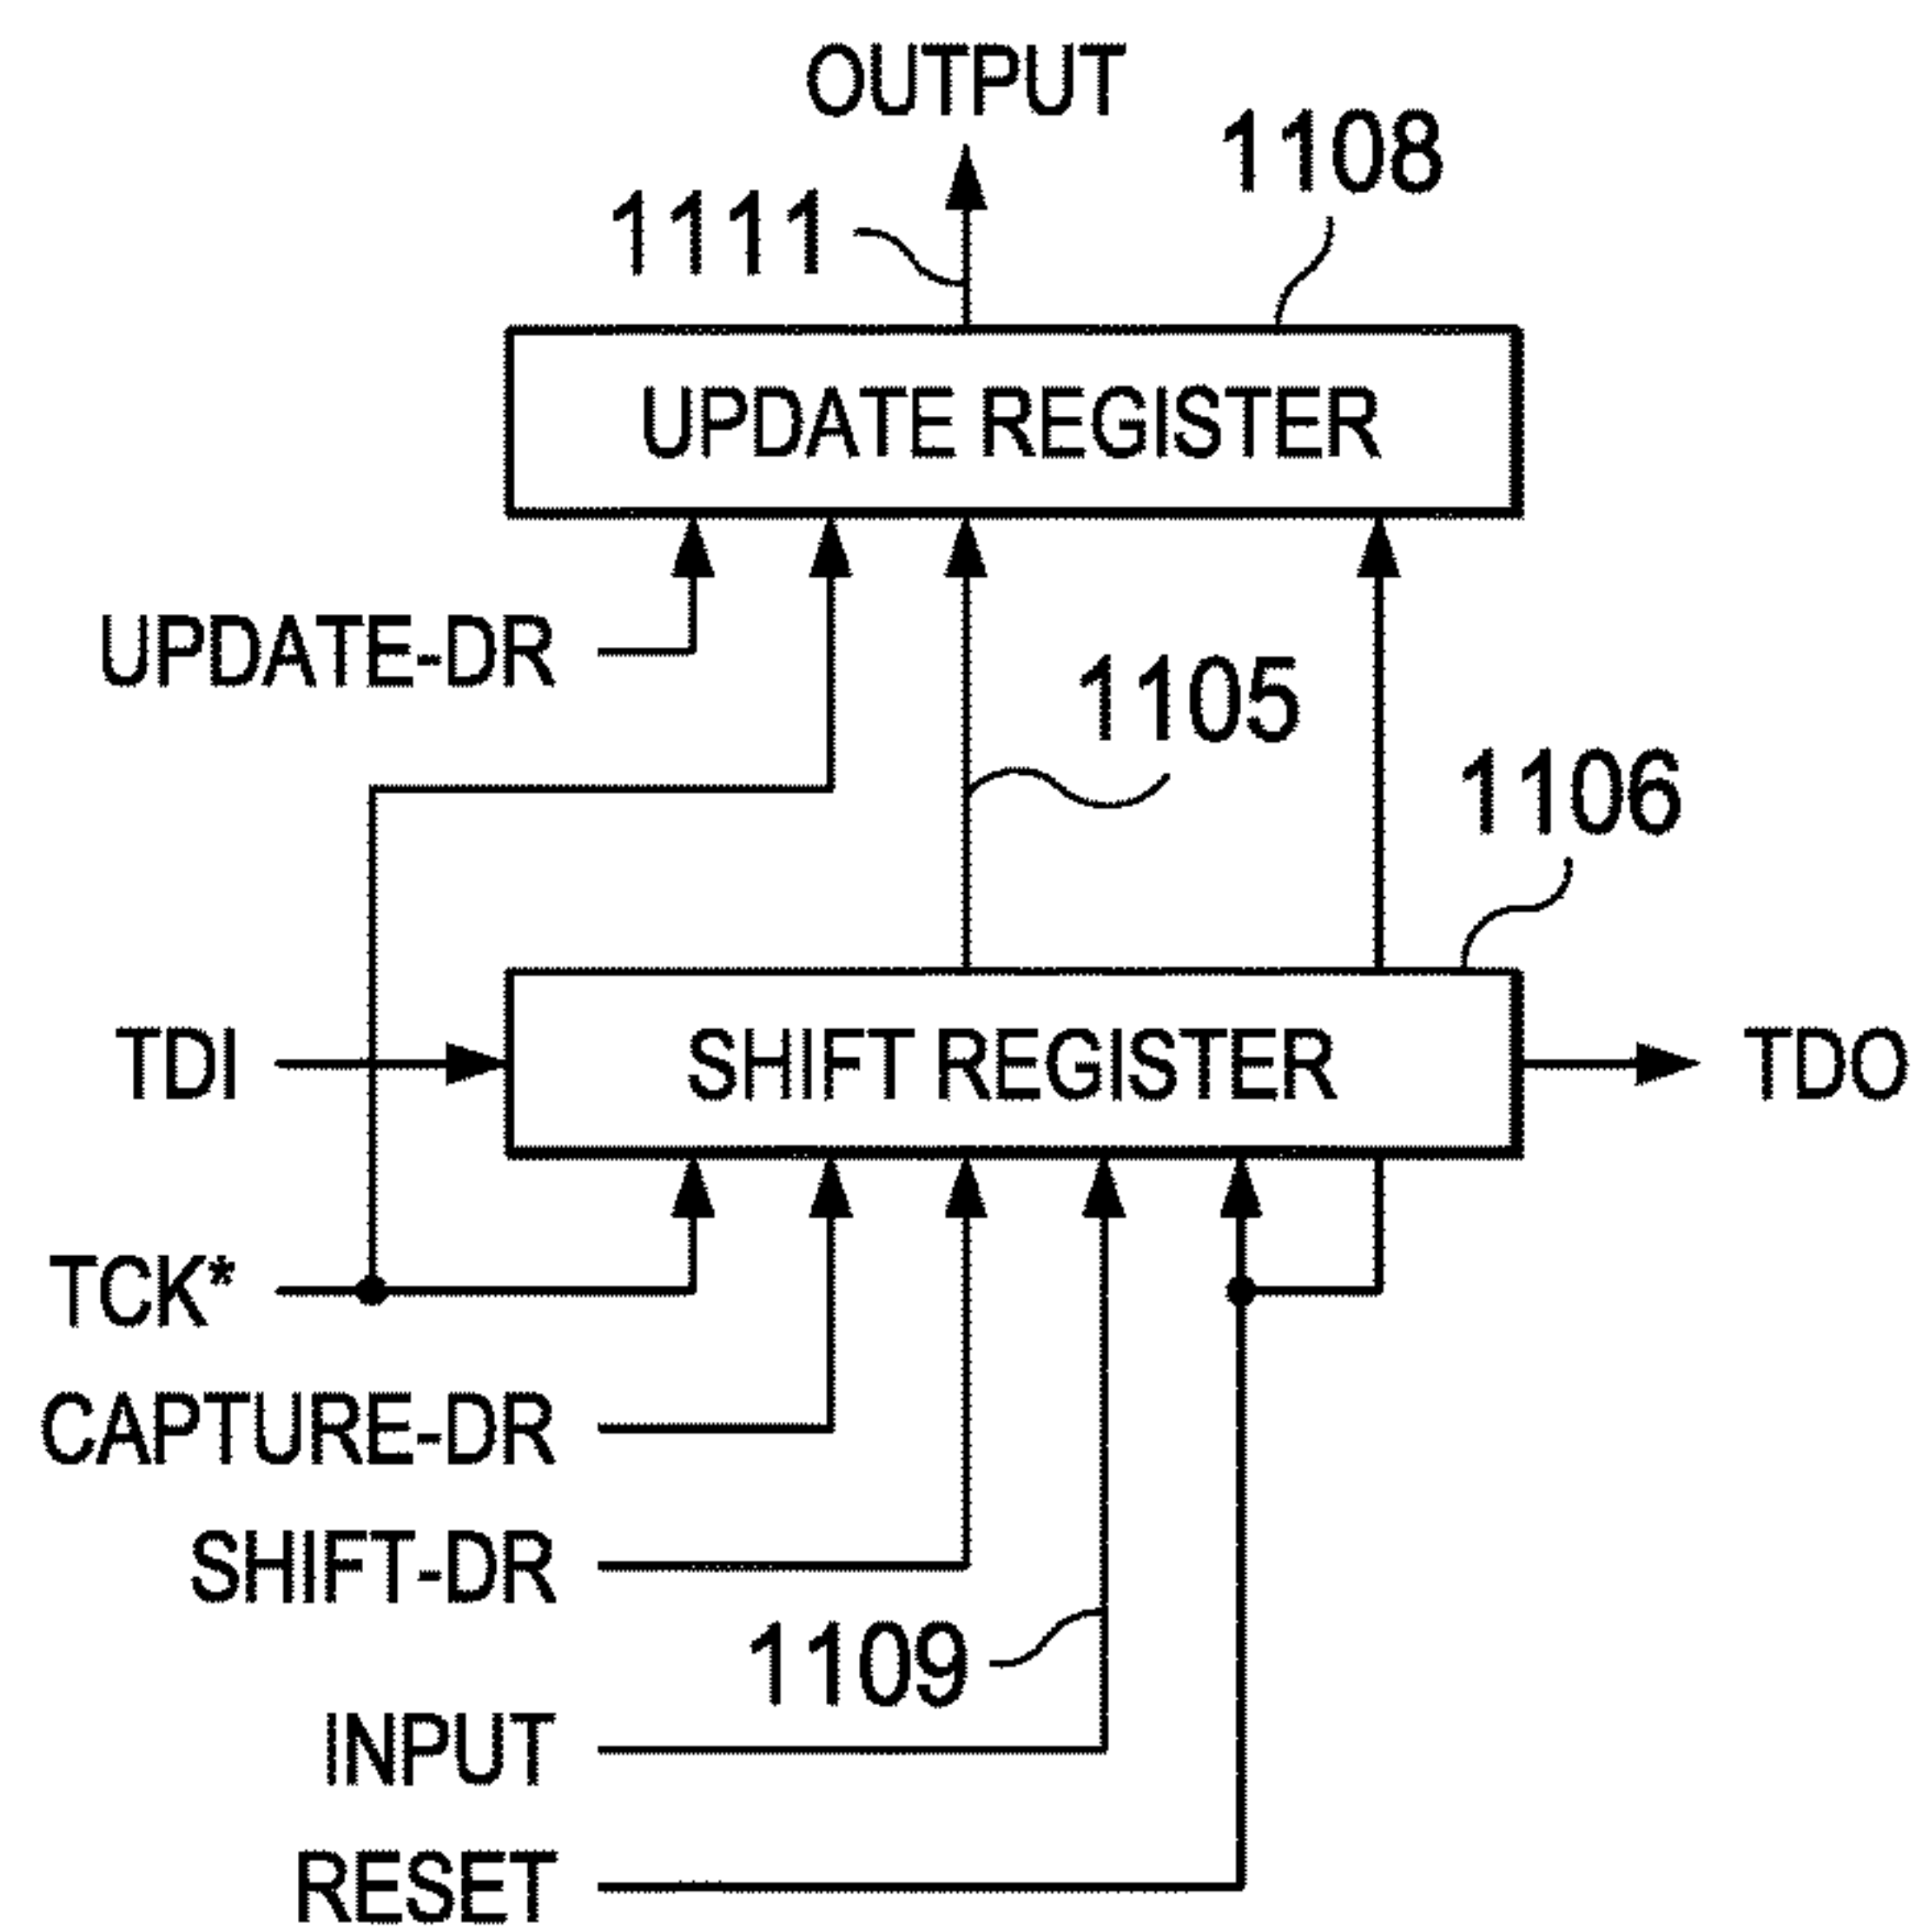 OUTPUT
1108
1111
UPDATE REGISTER
UPDATE-DR
1105
1106
TDI
SHIFT REGISTER
TDO
TCK*
CAPTURE-DR
SHIFT-DR
1109
INPUT
RESET